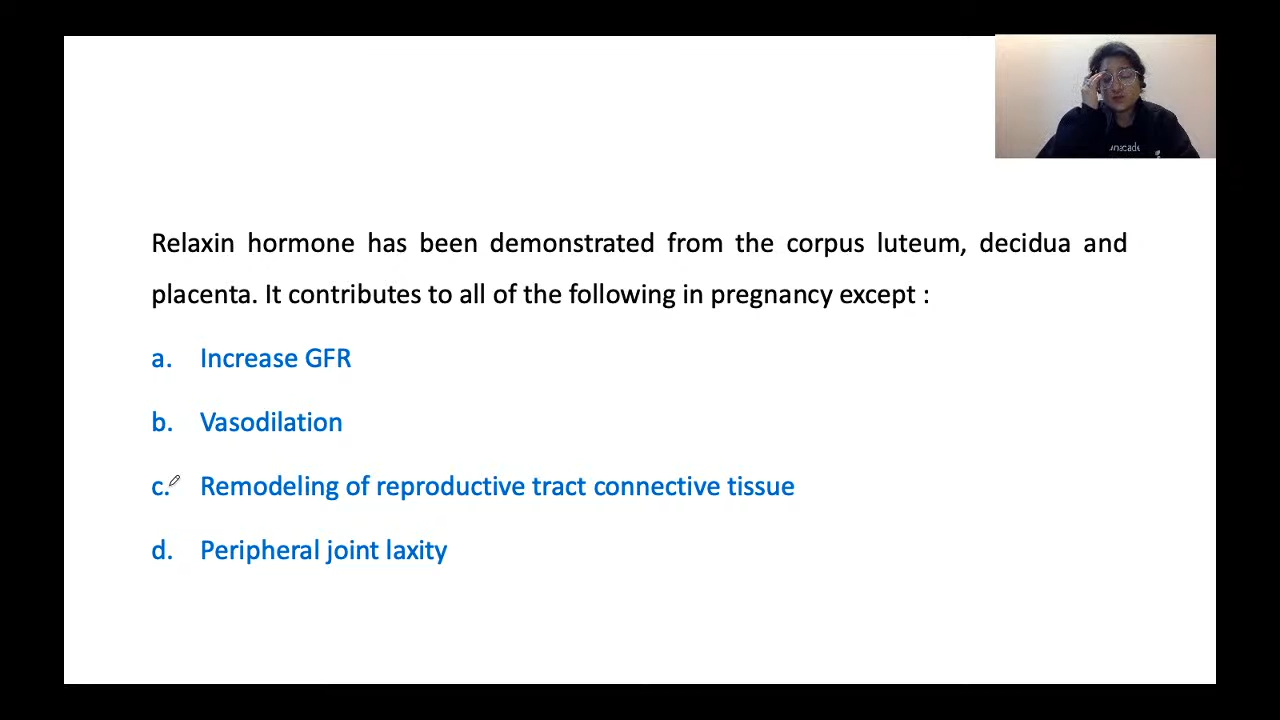 Relaxin hormone has been demonstrated from the corpus luteum, decidua and
placenta. It contributes to all of the following in pregnancy except :
a. Increase GFR
b. Vasodilation
c. Remodeling of reproductive tract connective tissue
d. Peripheral joint laxity